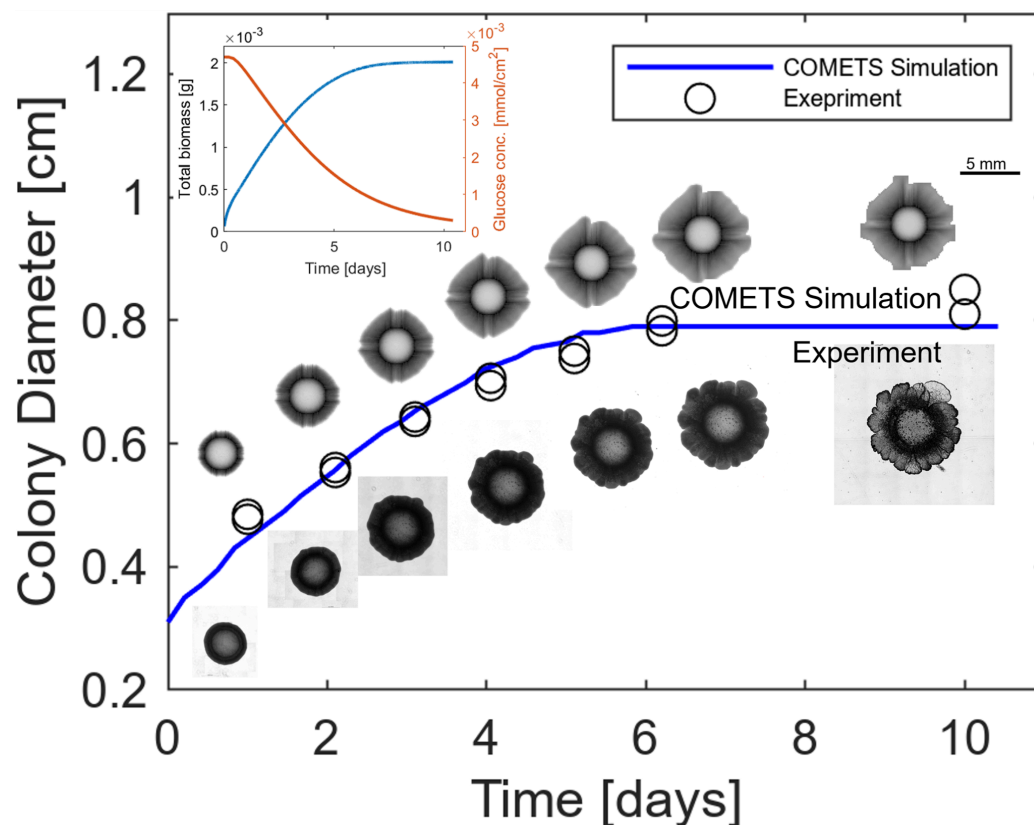 ×10⁻³
×10⁻³
2
1.5
1
0.5
0
Total biomass [g]
5
4
3
2
1
0
Glucose conc. [mmol/cm²]
0
5
10
Time [days]
COMETS Simulation
Exepriment
5 mm
COMETS Simulation
Experiment
1.2
1
0.8
0.6
0.4
0.2
Colony Diameter [cm]
0
2
4
6
8
10
Time [days]